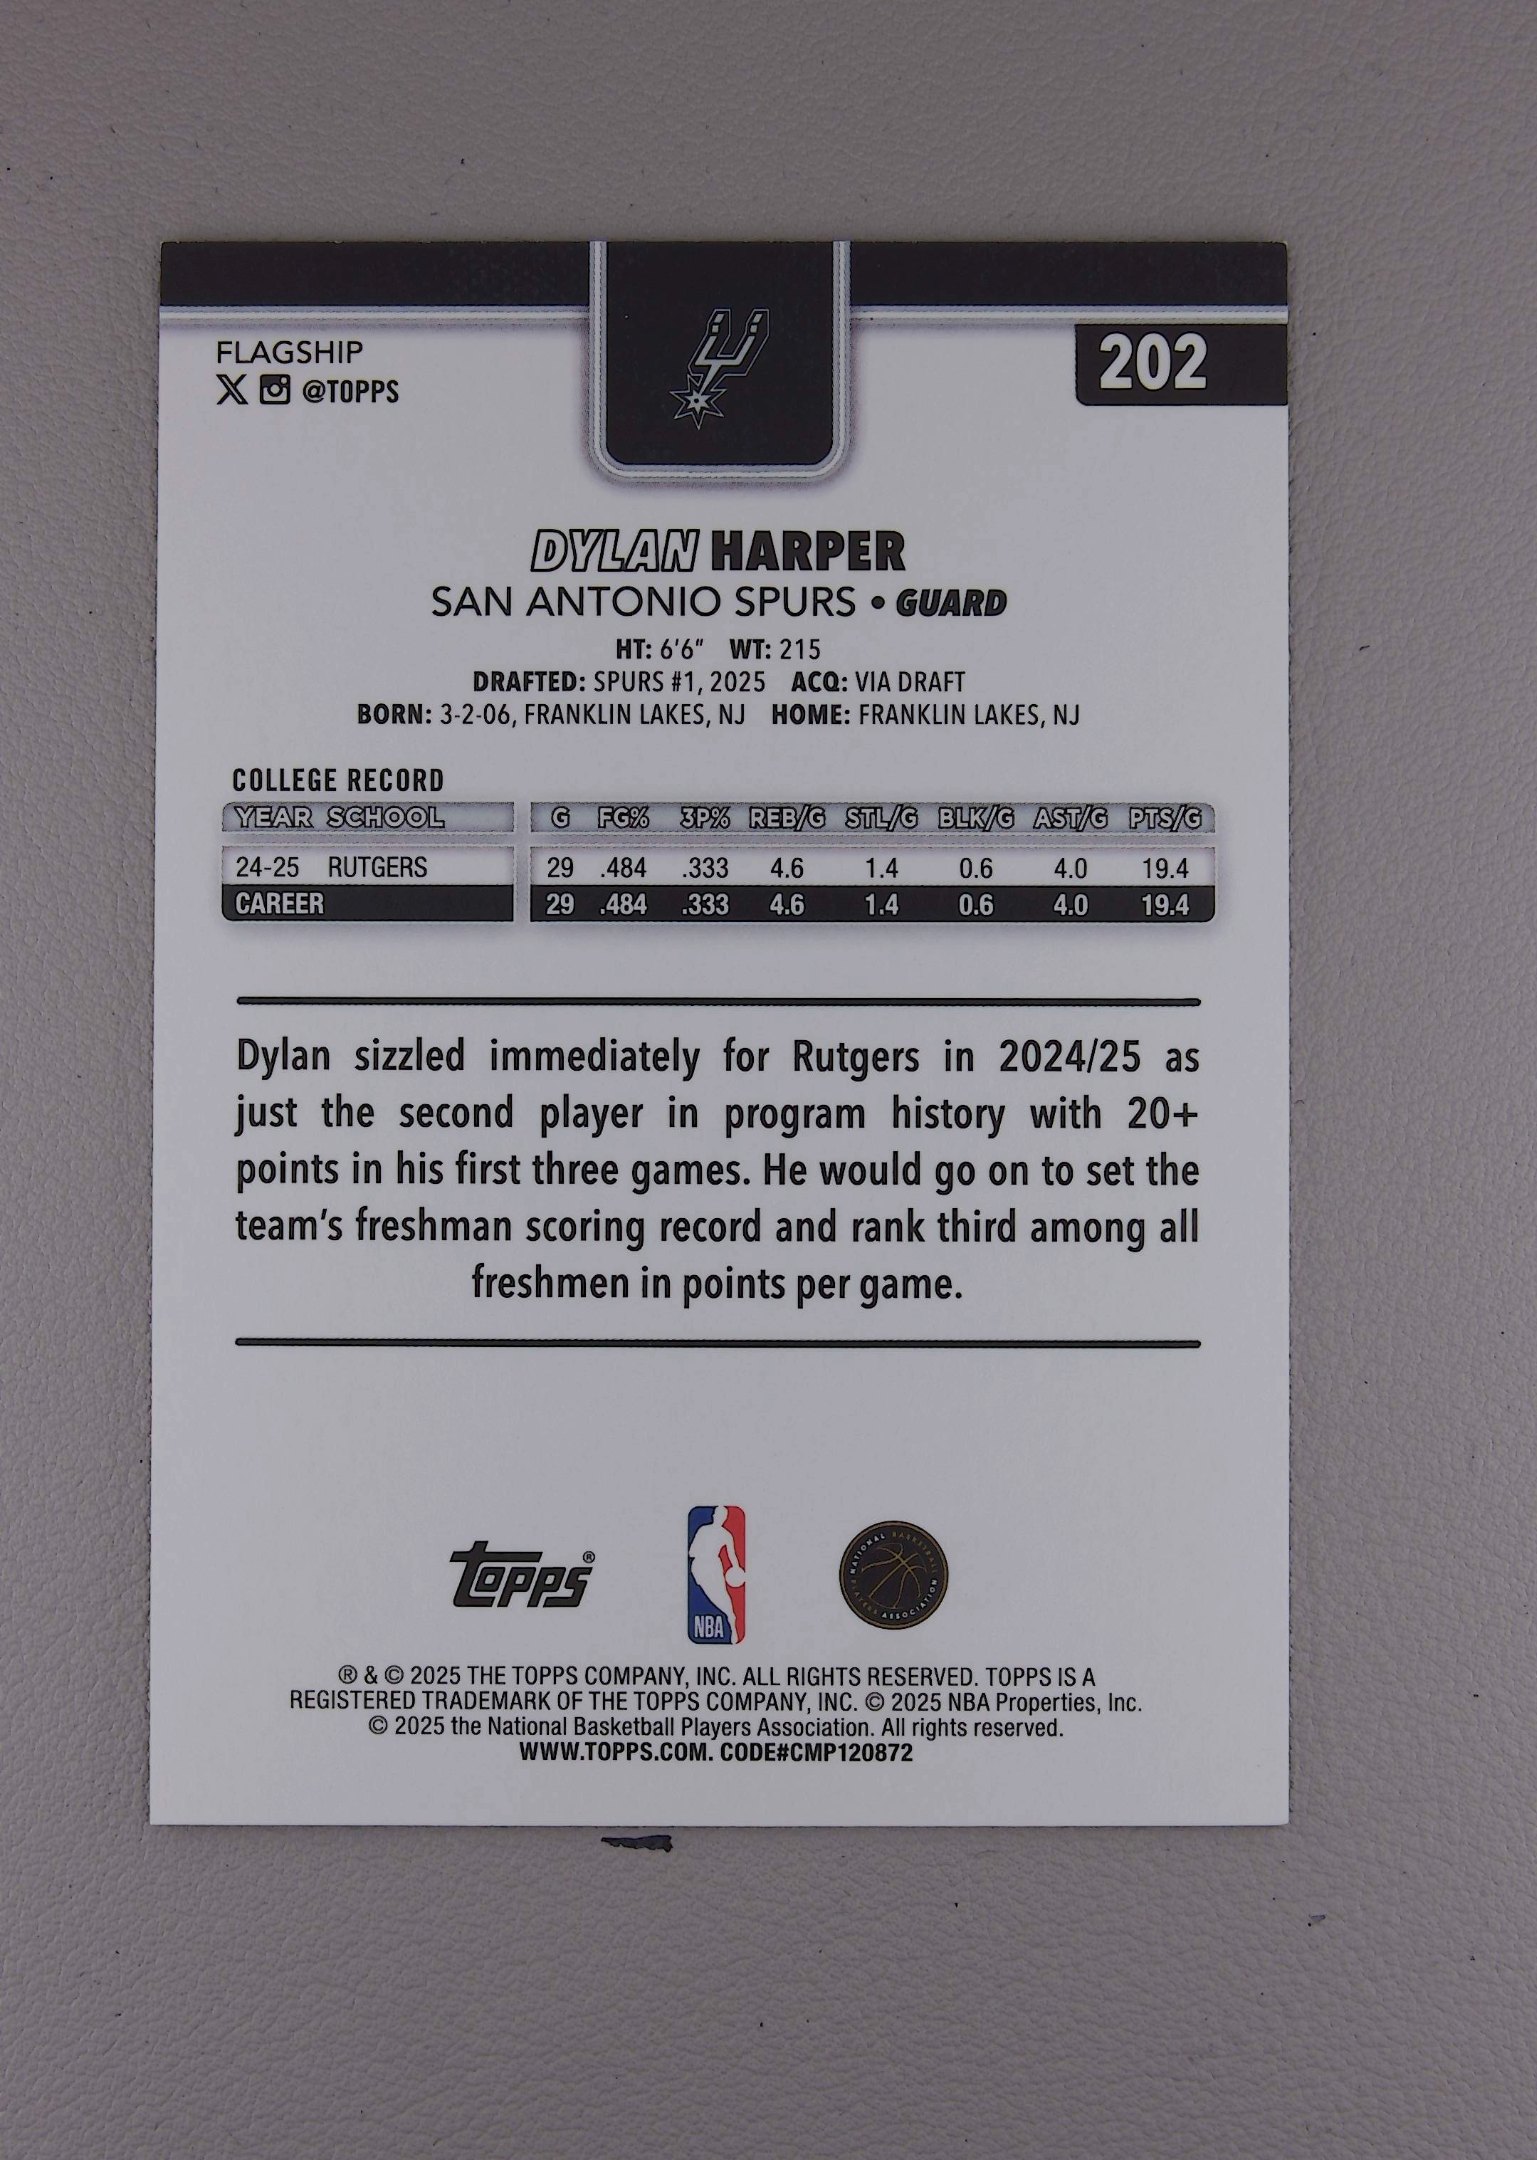 FLAGSHIP
202
@TOPPS
DYLAN HARPER
SAN ANTONIO SPURS • GUARD
HT: 6'6" WT: 215
DRAFTED: SPURS #1, 2025 ACQ: VIA DRAFT
BORN: 3-2-06, FRANKLIN LAKES, NJ HOME: FRANKLIN LAKES, NJ
COLLEGE RECORD
YEAR SCHOOL G FG% 3P% REB/G STL/G BLK/G AST/G PTS/G
24-25 RUTGERS 29 .484 .333 4.6 1.4 0.6 4.0 19.4
CAREER 29 .484 .333 4.6 1.4 0.6 4.0 19.4
Dylan sizzled immediately for Rutgers in 2024/25 as
just the second player in program history with 20+
points in his first three games. He would go on to set the
team's freshman scoring record and rank third among all
freshmen in points per game.
topps®
NBA
NATIONAL BASKETBALL PLAYERS ASSOCIATION
® & © 2025 THE TOPPS COMPANY, INC. ALL RIGHTS RESERVED. TOPPS IS A
REGISTERED TRADEMARK OF THE TOPPS COMPANY, INC. © 2025 NBA Properties, Inc.
© 2025 the National Basketball Players Association. All rights reserved.
WWW.TOPPS.COM. CODE#CMP120872